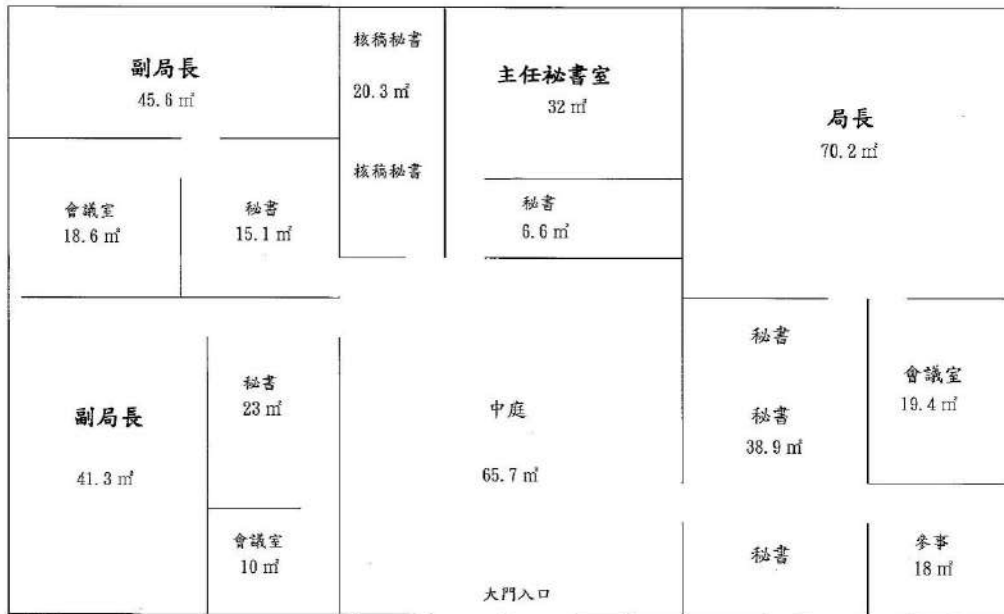 副局長
45.6 ㎡
核稿秘書
20.3 ㎡
核稿秘書
主任祕書室
32 ㎡
局長
70.2 ㎡
會議室
18.6 ㎡
秘書
15.1 ㎡
秘書
6.6 ㎡
副局長
41.3 ㎡
秘書
23 ㎡
會議室
10 ㎡
中庭
65.7 ㎡
大門入口
秘書
秘書
38.9 ㎡
秘書
會議室
19.4 ㎡
參事
18 ㎡